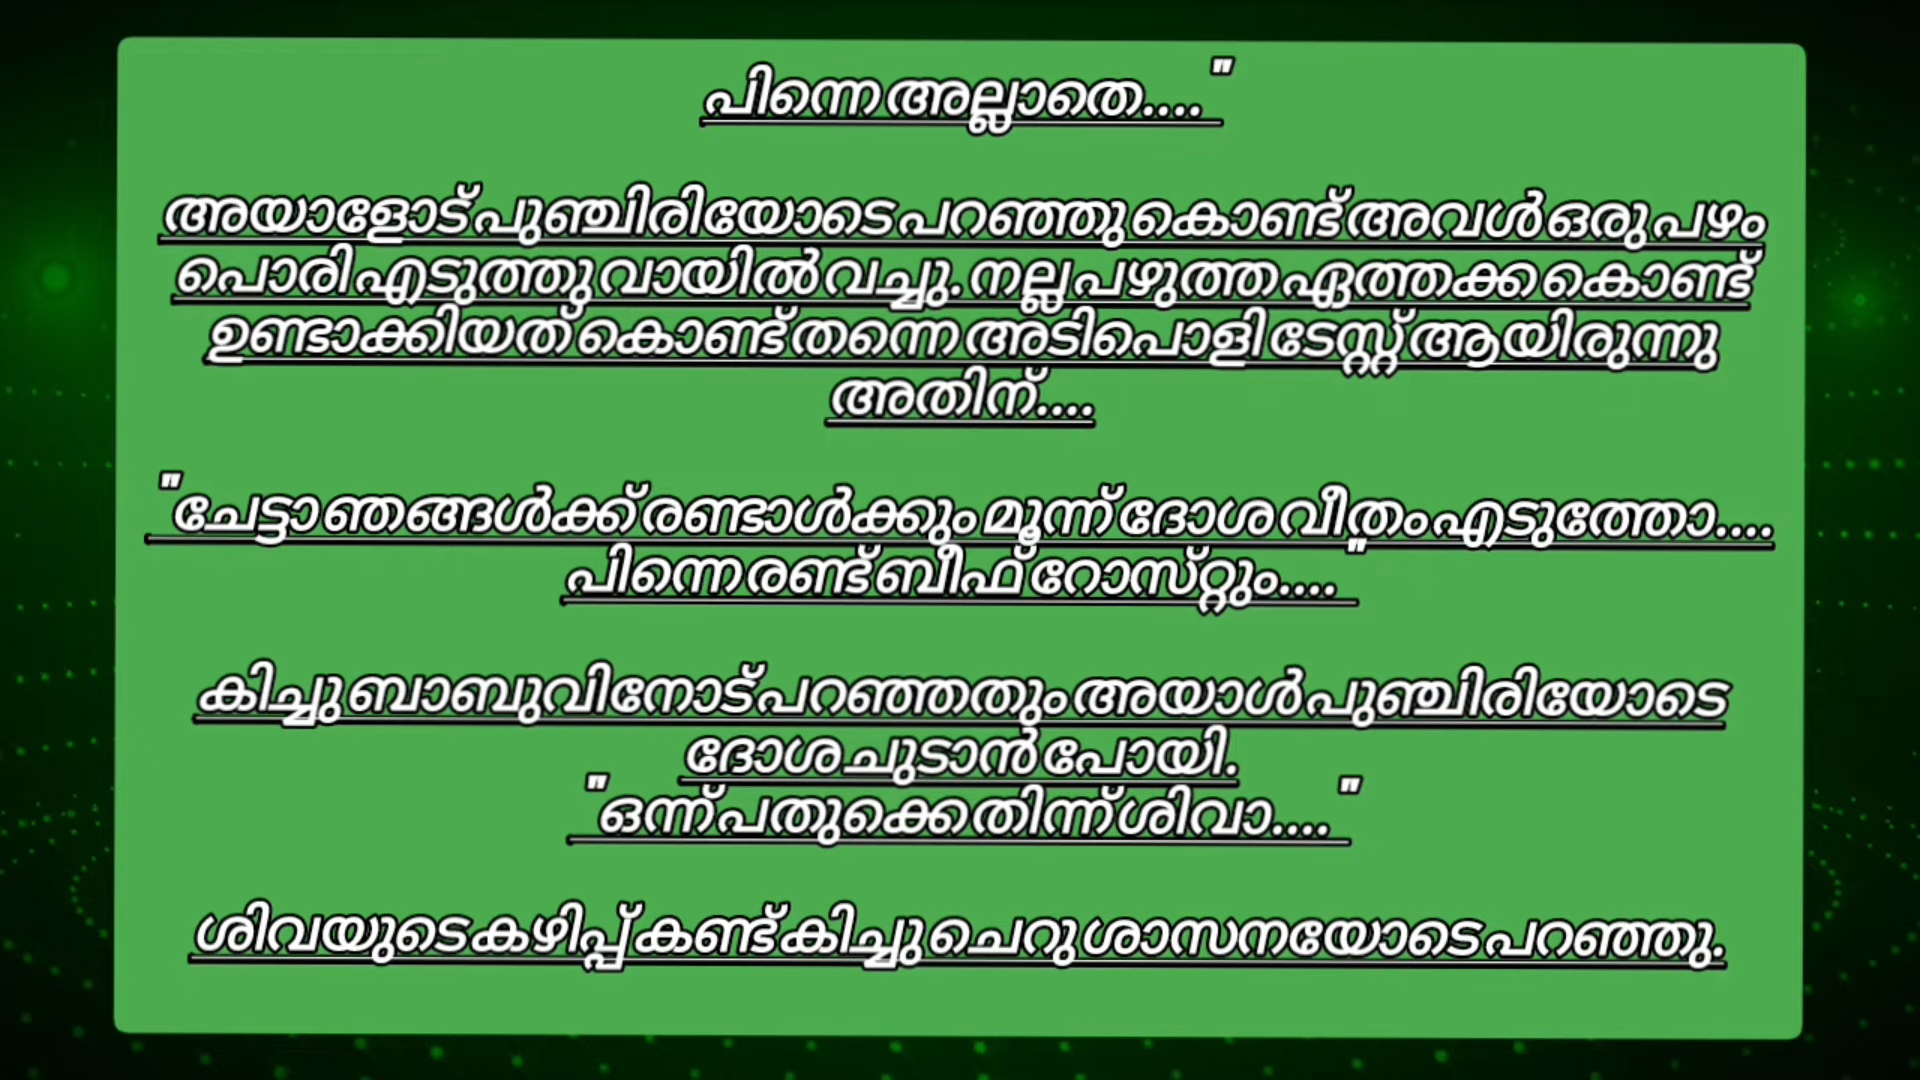 പിന്നെ അല്ലാതെ...."
അയാളോട് പുഞ്ചിരിയോടെ പറഞ്ഞു കൊണ്ട് അവൾ ഒരു പഴം
പൊരി എടുത്തു വായിൽ വച്ചു. നല്ല പഴുത്ത ഏത്തക്ക കൊണ്ട്
ഉണ്ടാക്കിയത് കൊണ്ട് തന്നെ അടിപൊളി ടേസ്റ്റ് ആയിരുന്നു
അതിന്....
"ചേട്ടാ ഞങ്ങൾക്ക് രണ്ടാൾക്കും മൂന്ന് ദോശ വീതം എടുത്തോ....
പിന്നെ രണ്ട് ബീഫ് റോസ്റ്റും...."
കിച്ചു ബാബുവിനോട് പറഞ്ഞതും അയാൾ പുഞ്ചിരിയോടെ
ദോശ ചുടാൻ പോയി.
"ഒന്ന് പതുക്കെ തിന്ന് ശിവാ...."
ശിവയുടെ കഴിപ്പ് കണ്ട് കിച്ചു ചെറു ശാസനയോടെ പറഞ്ഞു.